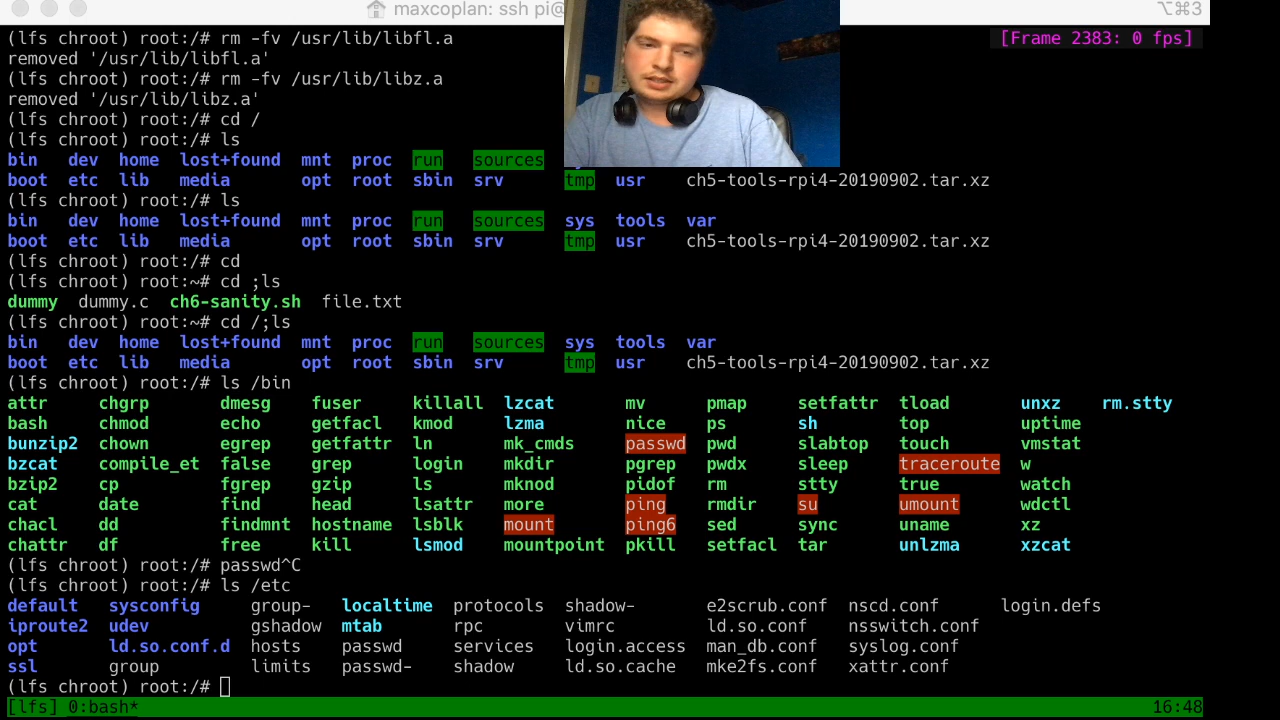 maxcoplan: ssh pi@
⌥⌘3
(lfs chroot) root:/# rm -fv /usr/lib/libfl.a
[Frame 2383: 0 fps]
removed '/usr/lib/libfl.a'
(lfs chroot) root:/# rm -fv /usr/lib/libz.a
removed '/usr/lib/libz.a'
(lfs chroot) root:/# cd /
(lfs chroot) root:/# ls
bin dev home lost+found mnt proc run sources
boot etc lib media opt root sbin srv tmp usr ch5-tools-rpi4-20190902.tar.xz
(lfs chroot) root:/# ls
bin dev home lost+found mnt proc run sources sys tools var
boot etc lib media opt root sbin srv tmp usr ch5-tools-rpi4-20190902.tar.xz
(lfs chroot) root:/# cd
(lfs chroot) root:~# cd ;ls
dummy dummy.c ch6-sanity.sh file.txt
(lfs chroot) root:~# cd /;ls
bin dev home lost+found mnt proc run sources sys tools var
boot etc lib media opt root sbin srv tmp usr ch5-tools-rpi4-20190902.tar.xz
(lfs chroot) root:/# ls /bin
attr chgrp dmesg fuser killall lzcat mv pmap setfattr tload unxz rm.stty
bash chmod echo getfacl kmod lzma nice ps sh top uptime
bunzip2 chown egrep getfattr ln mk_cmds passwd pwd slabtop touch vmstat
bzcat compile_et false grep login mkdir pgrep pwdx sleep traceroute w
bzip2 cp fgrep gzip ls mknod pidof rm stty true watch
cat date find head lsattr more ping rmdir su umount wdctl
chacl dd findmnt hostname lsblk mount ping6 sed sync uname xz
chattr df free kill lsmod mountpoint pkill setfacl tar unlzma xzcat
(lfs chroot) root:/# passwd^C
(lfs chroot) root:/# ls /etc
default sysconfig group- localtime protocols shadow- e2scrub.conf nscd.conf login.defs
iproute2 udev gshadow mtab rpc vimrc ld.so.conf nsswitch.conf
opt ld.so.conf.d hosts passwd services login.access man_db.conf syslog.conf
ssl group limits passwd- shadow ld.so.cache mke2fs.conf xattr.conf
(lfs chroot) root:/#
[lfs] 0:bash* 16:48